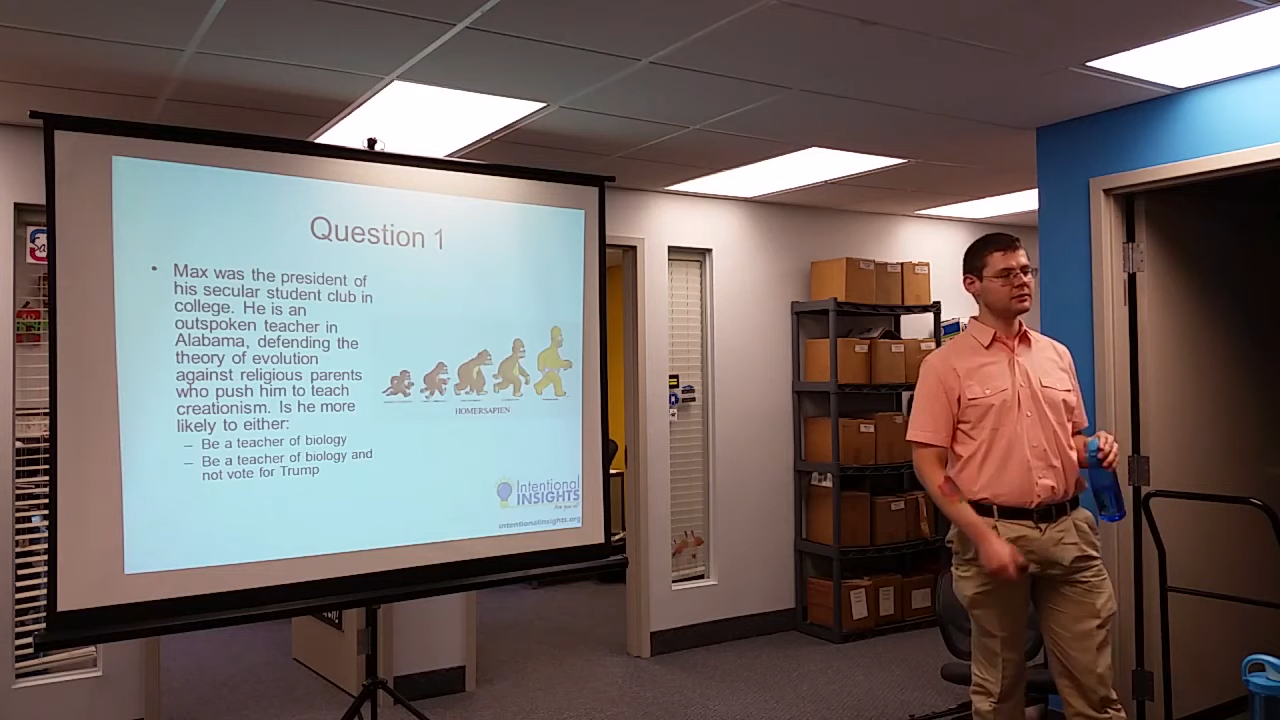 Question 1
• Max was the president of
his secular student club in
college. He is an
outspoken teacher in
Alabama, defending the
theory of evolution
against religious parents
who push him to teach
creationism. Is he more
likely to either:
– Be a teacher of biology
– Be a teacher of biology and
not vote for Trump
HOMERSAPIEN
Intentional
INSIGHTS
intentionalinsights.org